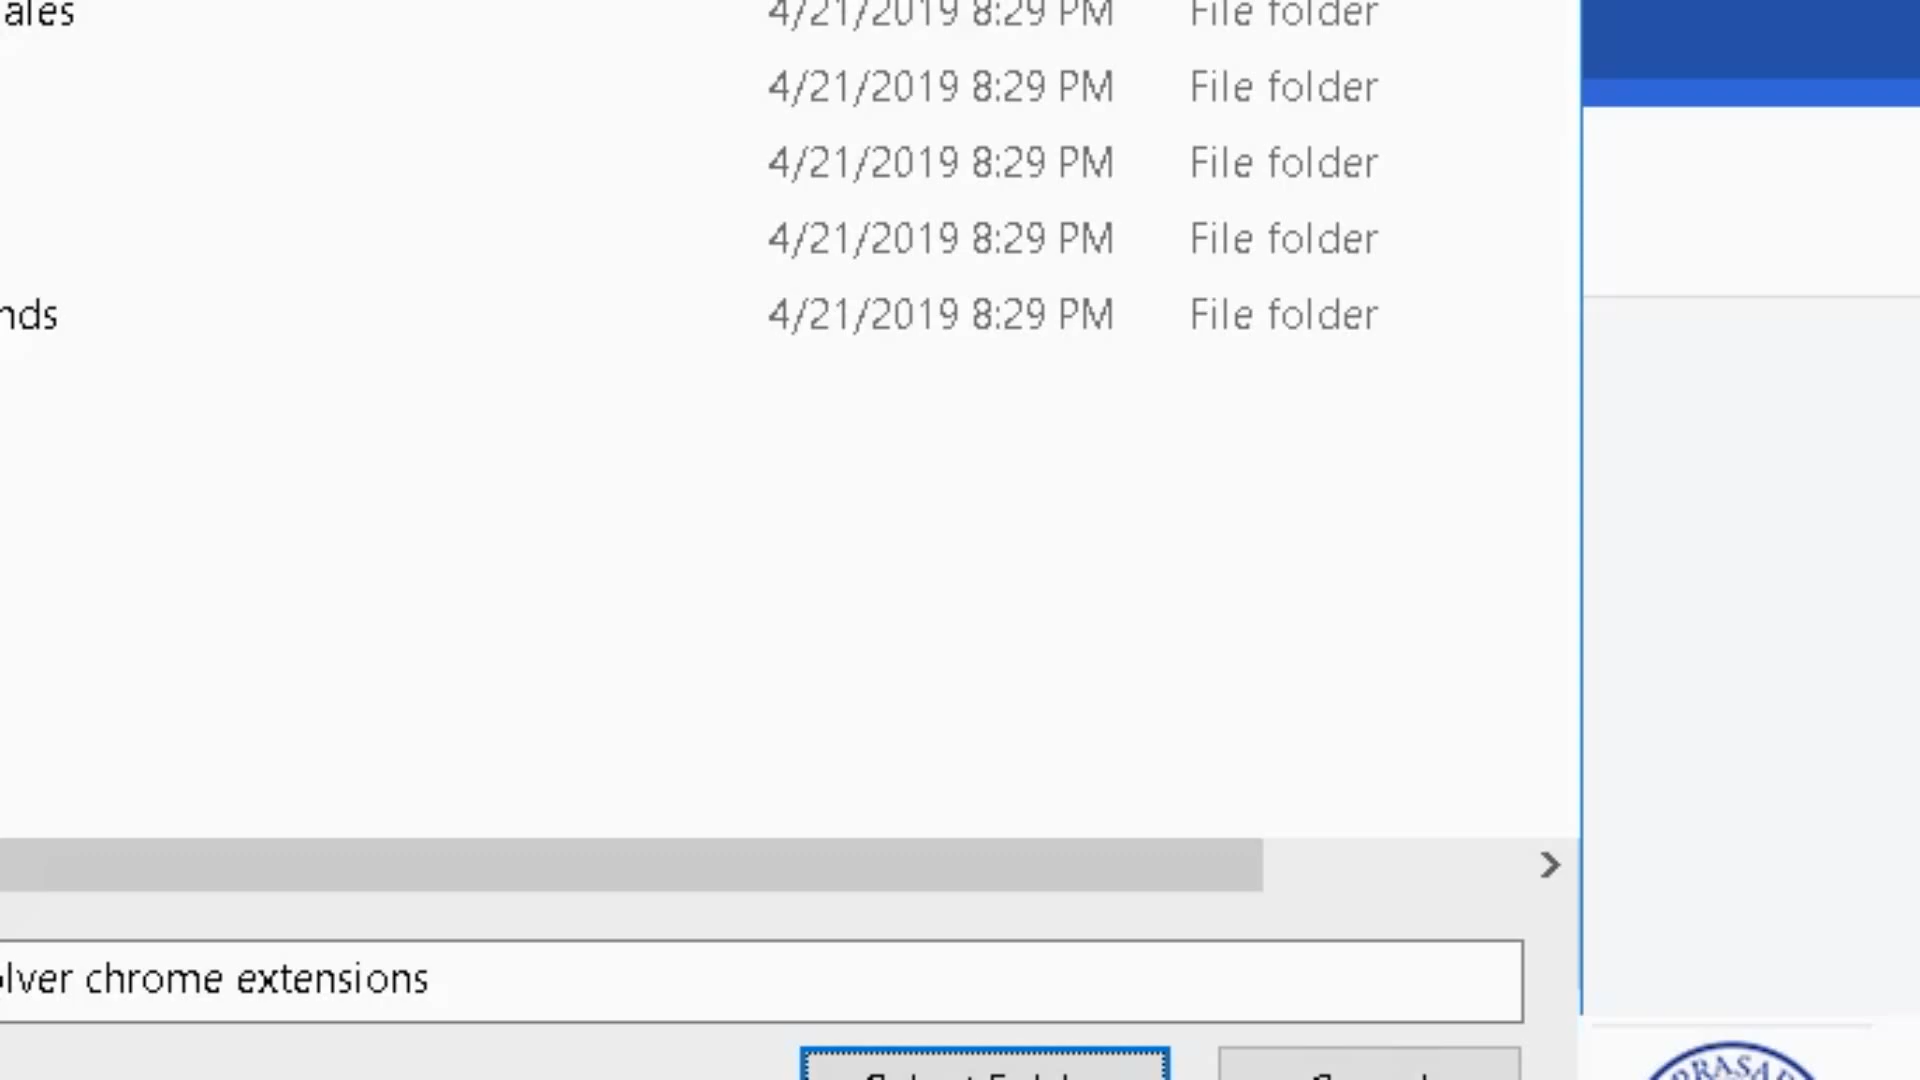 ales 4/21/2019 8:29 PM File folder
4/21/2019 8:29 PM File folder
4/21/2019 8:29 PM File folder
4/21/2019 8:29 PM File folder
nds 4/21/2019 8:29 PM File folder
lver chrome extensions
PRASA